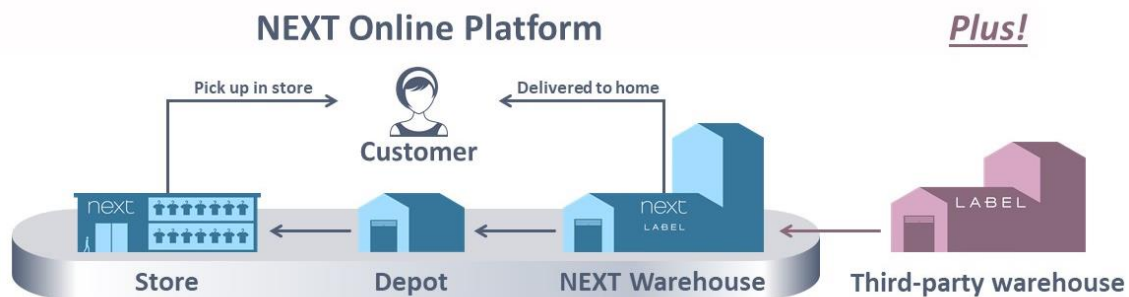 NEXT Online Platform
Plus!
Pick up in store
Delivered to home
Customer
next
next
LABEL
LABEL
Store
Depot
NEXT Warehouse
Third-party warehouse